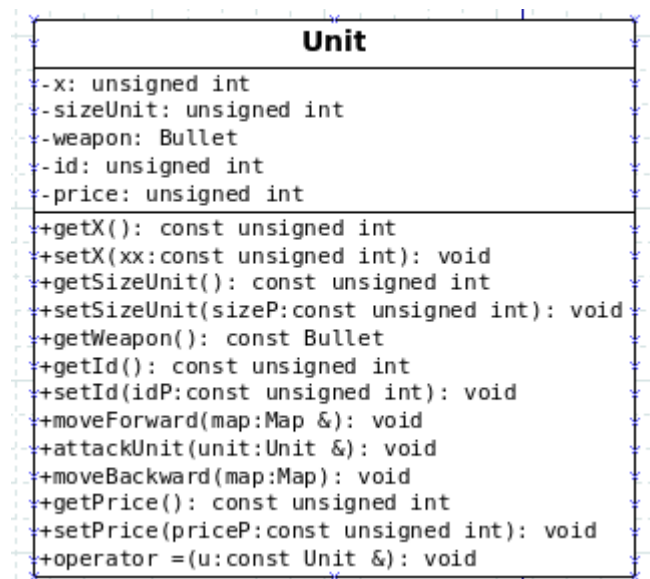 Unit
-x: unsigned int
-sizeUnit: unsigned int
-weapon: Bullet
-id: unsigned int
-price: unsigned int
+getX(): const unsigned int
+setX(xx:const unsigned int): void
+getSizeUnit(): const unsigned int
+setSizeUnit(sizeP:const unsigned int): void
+getWeapon(): const Bullet
+getId(): const unsigned int
+setId(idP:const unsigned int): void
+moveForward(map:Map &): void
+attackUnit(unit:Unit &): void
+moveBackward(map:Map): void
+getPrice(): const unsigned int
+setPrice(priceP:const unsigned int): void
+operator =(u:const Unit &): void